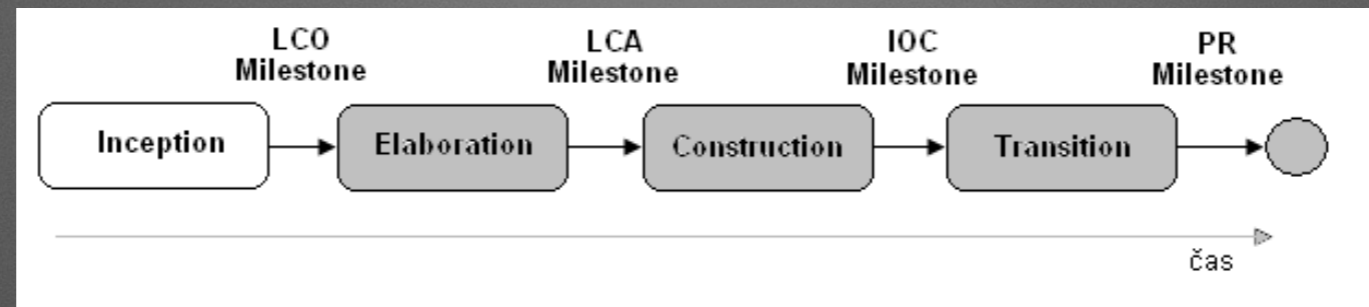 LCO
Milestone
LCA
Milestone
IOC
Milestone
PR
Milestone
Inception
Elaboration
Construction
Transition
čas